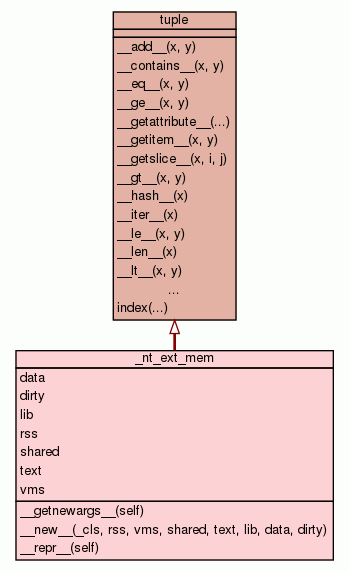 tuple
__add__(x, y)
__contains__(x, y)
__eq__(x, y)
__ge__(x, y)
__getattribute__(...)
__getitem__(x, y)
__getslice__(x, i, j)
__gt__(x, y)
__hash__(x)
__iter__(x)
__le__(x, y)
__len__(x)
__lt__(x, y)
...
index(...)
_nt_ext_mem
data
dirty
lib
rss
shared
text
vms
__getnewargs__(self)
__new__(_cls, rss, vms, shared, text, lib, data, dirty)
__repr__(self)